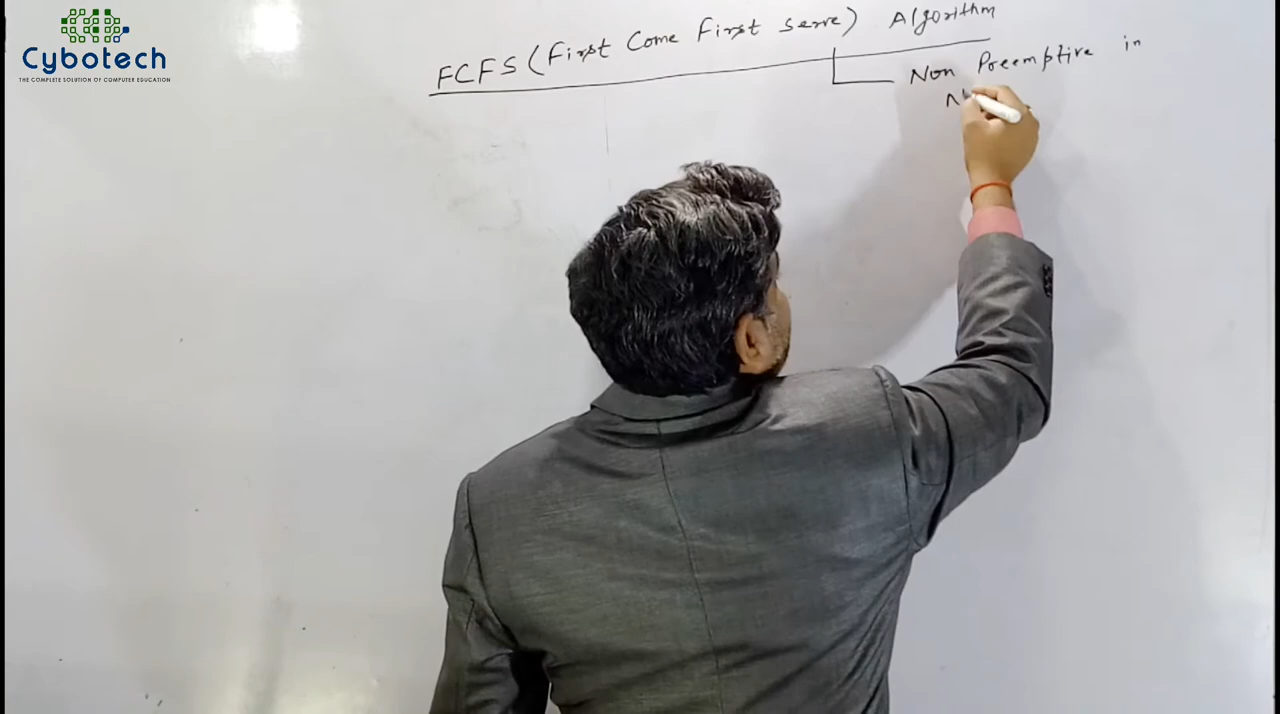 Cybotech
THE COMPLETE SOLUTION OF COMPUTER EDUCATION
FCFS (First Come First Serve) Algorithm
Non Preemptive in